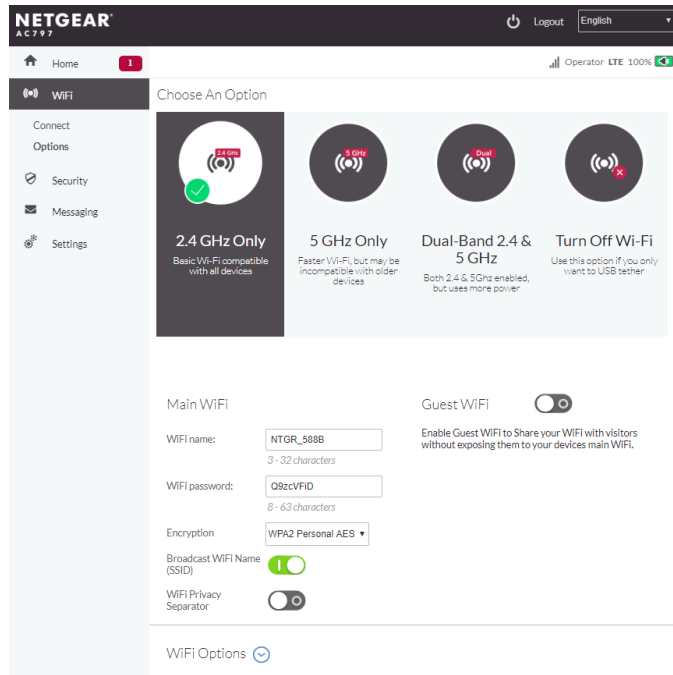 NETGEAR®
AC797
Logout English
Home 1
Operator LTE 100%
WiFi
Connect
Options
Security
Messaging
Settings
Choose An Option
2.4 GHz
5 GHz
Dual
2.4 GHz Only
Basic Wi-Fi compatible
with all devices
5 GHz Only
Faster Wi-Fi, but may be
incompatible with older
devices
Dual-Band 2.4 &
5 GHz
Both 2.4 & 5Ghz enabled,
but uses more power
Turn Off Wi-Fi
Use this option if you only
want to USB tether
Main WiFi
WiFi name: NTGR_588B
3 - 32 characters
WiFi password: Q9zcVFiD
8 - 63 characters
Encryption WPA2 Personal AES
Broadcast WiFi Name
(SSID)
WiFi Privacy
Separator
Guest WiFi
Enable Guest WiFi to Share your WiFi with visitors
without exposing them to your devices main WiFi.
WiFi Options